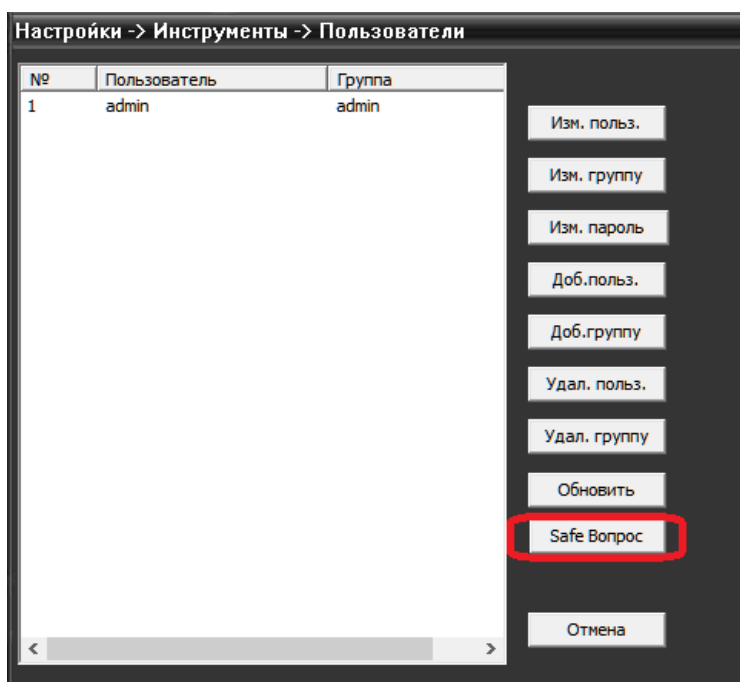 Настройки -> Инструменты -> Пользователи
№ Пользователь Группа
1 admin admin
Изм. польз.
Изм. группу
Изм. пароль
Доб.польз.
Доб.группу
Удал. польз.
Удал. группу
Обновить
Safe Вопрос
Отмена